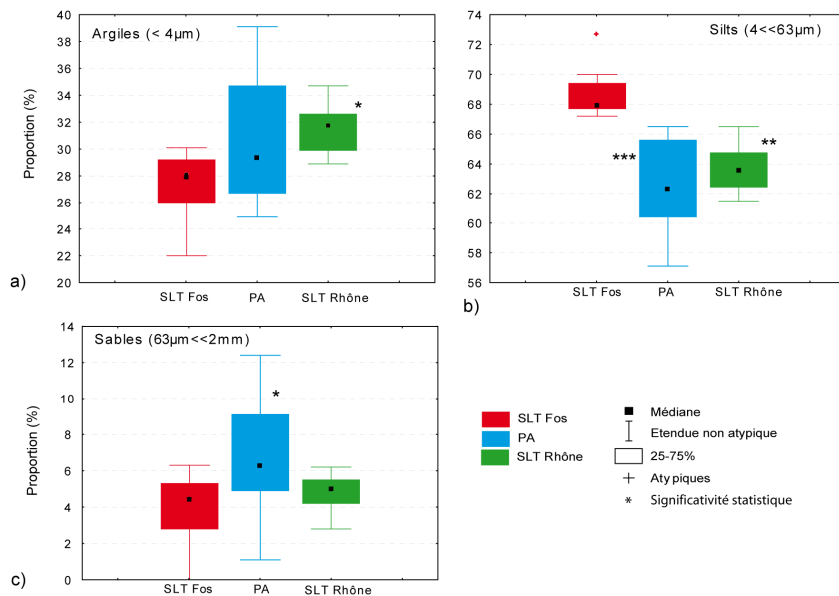 Argiles (< 4µm)
Proportion (%)
40
38
36
34
32
30
28
26
24
22
20
*
SLT Fos
PA
SLT Rhône
a)
Silts (4<<63µm)
74
72
70
68
66
64
62
60
58
56
***
**
SLT Fos
PA
SLT Rhône
b)
Sables (63µm<<2mm)
Proportion (%)
14
12
10
8
6
4
2
0
*
SLT Fos
PA
SLT Rhône
c)
SLT Fos
PA
SLT Rhône
Médiane
Etendue non atypique
25-75%
Aty piques
* Significativité statistique